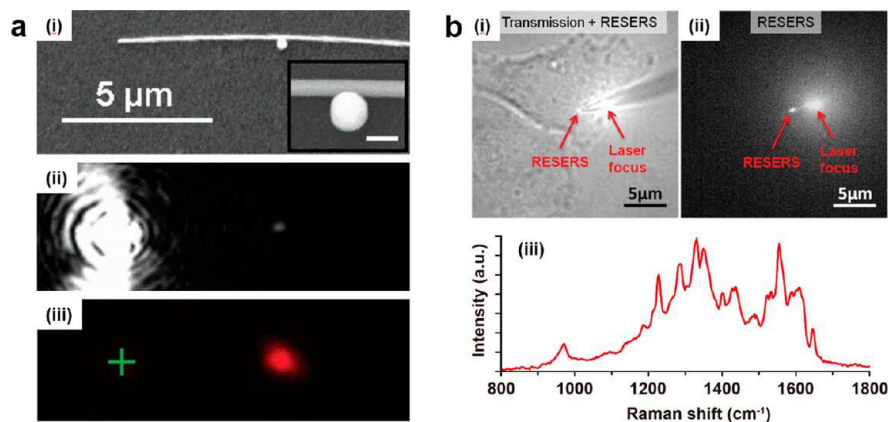 a
(i)
5 μm
(ii)
(iii)
b
(i) Transmission + RESERS
RESERS
Laser
focus
5μm
(ii) RESERS
RESERS
Laser
focus
5μm
(iii)
Intensity (a.u.)
800 1000 1200 1400 1600 1800
Raman shift (cm⁻¹)